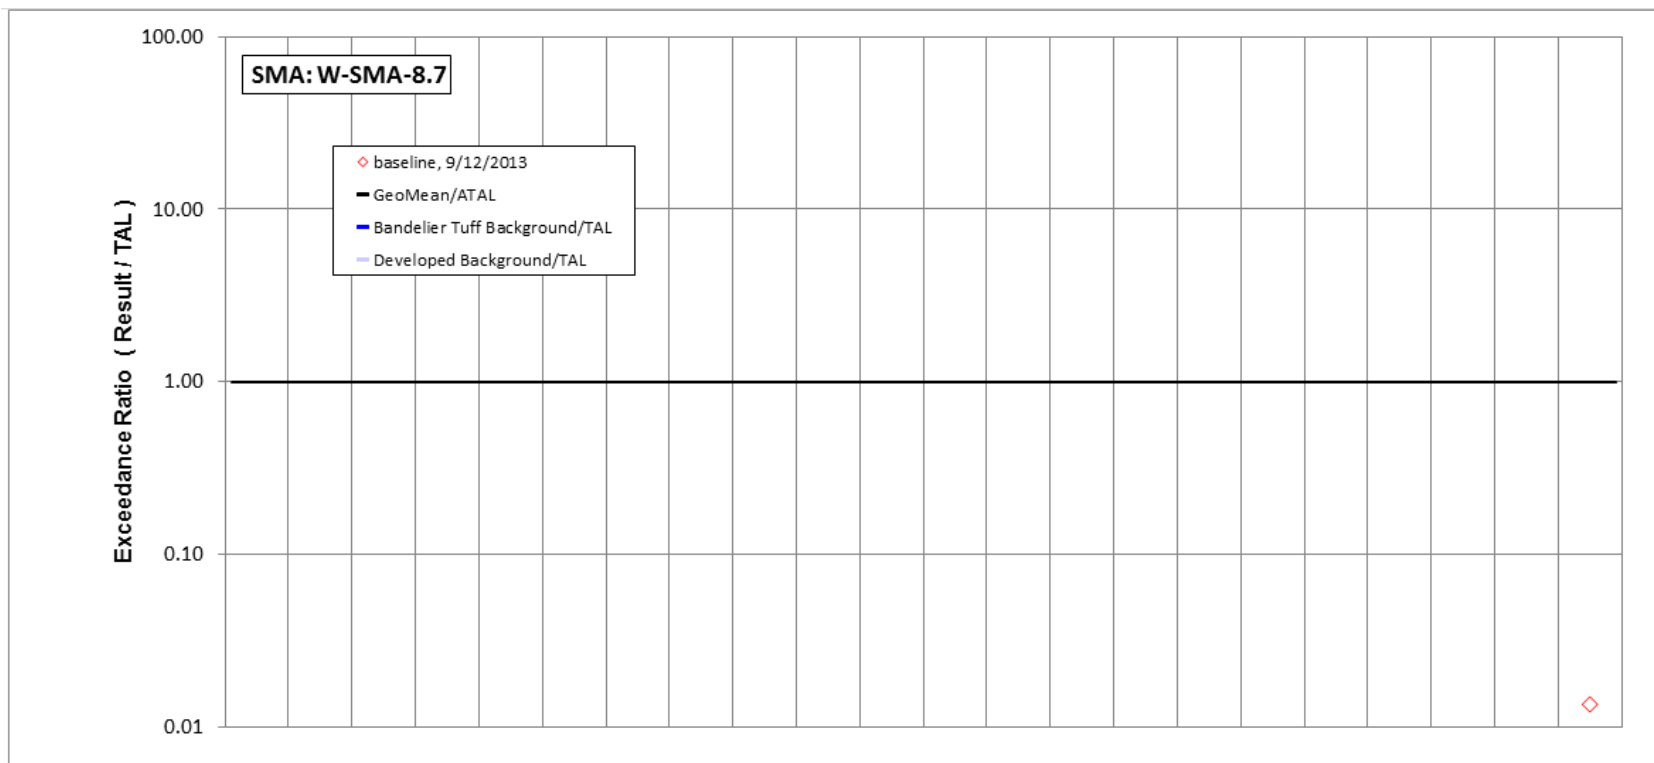 100.00
SMA: W-SMA-8.7
baseline, 9/12/2013
GeoMean/ATAL
Bandelier Tuff Background/TAL
Developed Background/TAL
10.00
1.00
0.10
0.01
Exceedance Ratio ( Result / TAL )